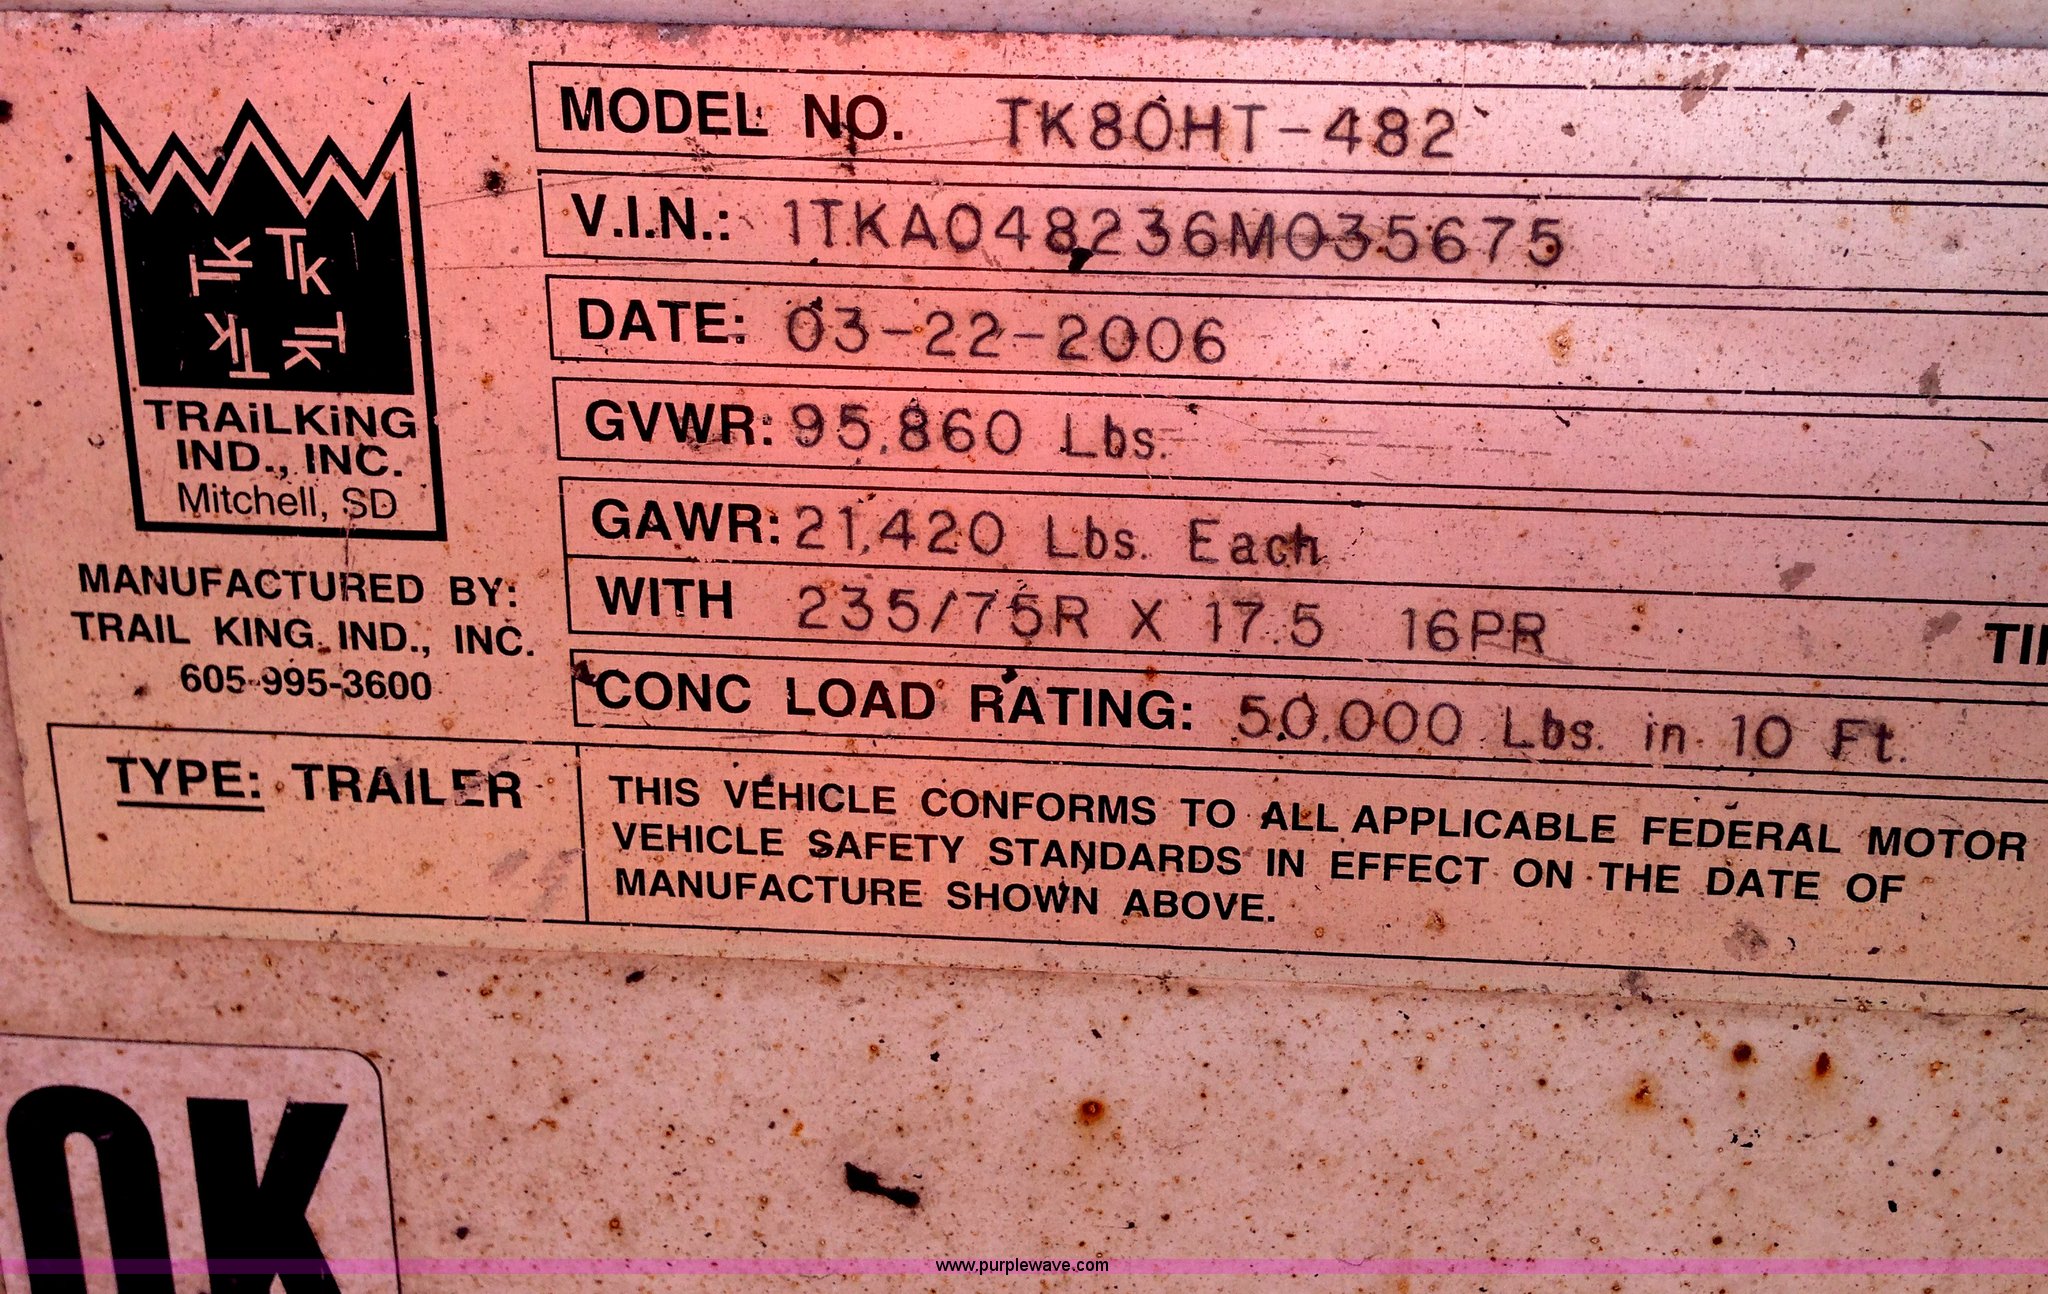 MODEL NO. TK80HT-482
V.I.N.: 1TKA048236M035675
DATE: 03-22-2006
GVWR: 95,860 Lbs.
GAWR: 21,420 Lbs. Each
WITH 235/75R X 17.5 16PR
CONC LOAD RATING: 50,000 Lbs. in 10 Ft.
TK TK
TK TK
TRAiLKiNG
IND., INC.
Mitchell, SD
MANUFACTURED BY:
TRAIL KING IND., INC.
605-995-3600
TYPE: TRAILER
THIS VEHICLE CONFORMS TO ALL APPLICABLE FEDERAL MOTOR
VEHICLE SAFETY STANDARDS IN EFFECT ON THE DATE OF
MANUFACTURE SHOWN ABOVE.
www.purplewave.com